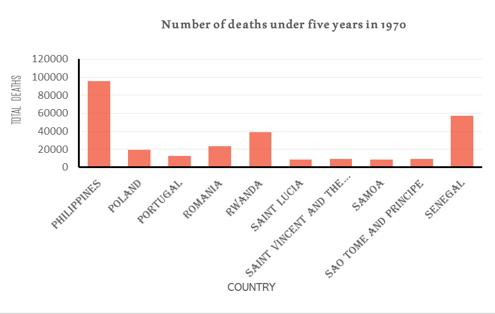 Number of deaths under five years in 1970
TOTAL DEATHS
120000
100000
80000
60000
40000
20000
0
PHILIPPINES
POLAND
PORTUGAL
ROMANIA
RWANDA
SAINT LUCIA
SAINT VINCENT AND THE...
SAMOA
SAO TOME AND PRINCIPE
SENEGAL
COUNTRY